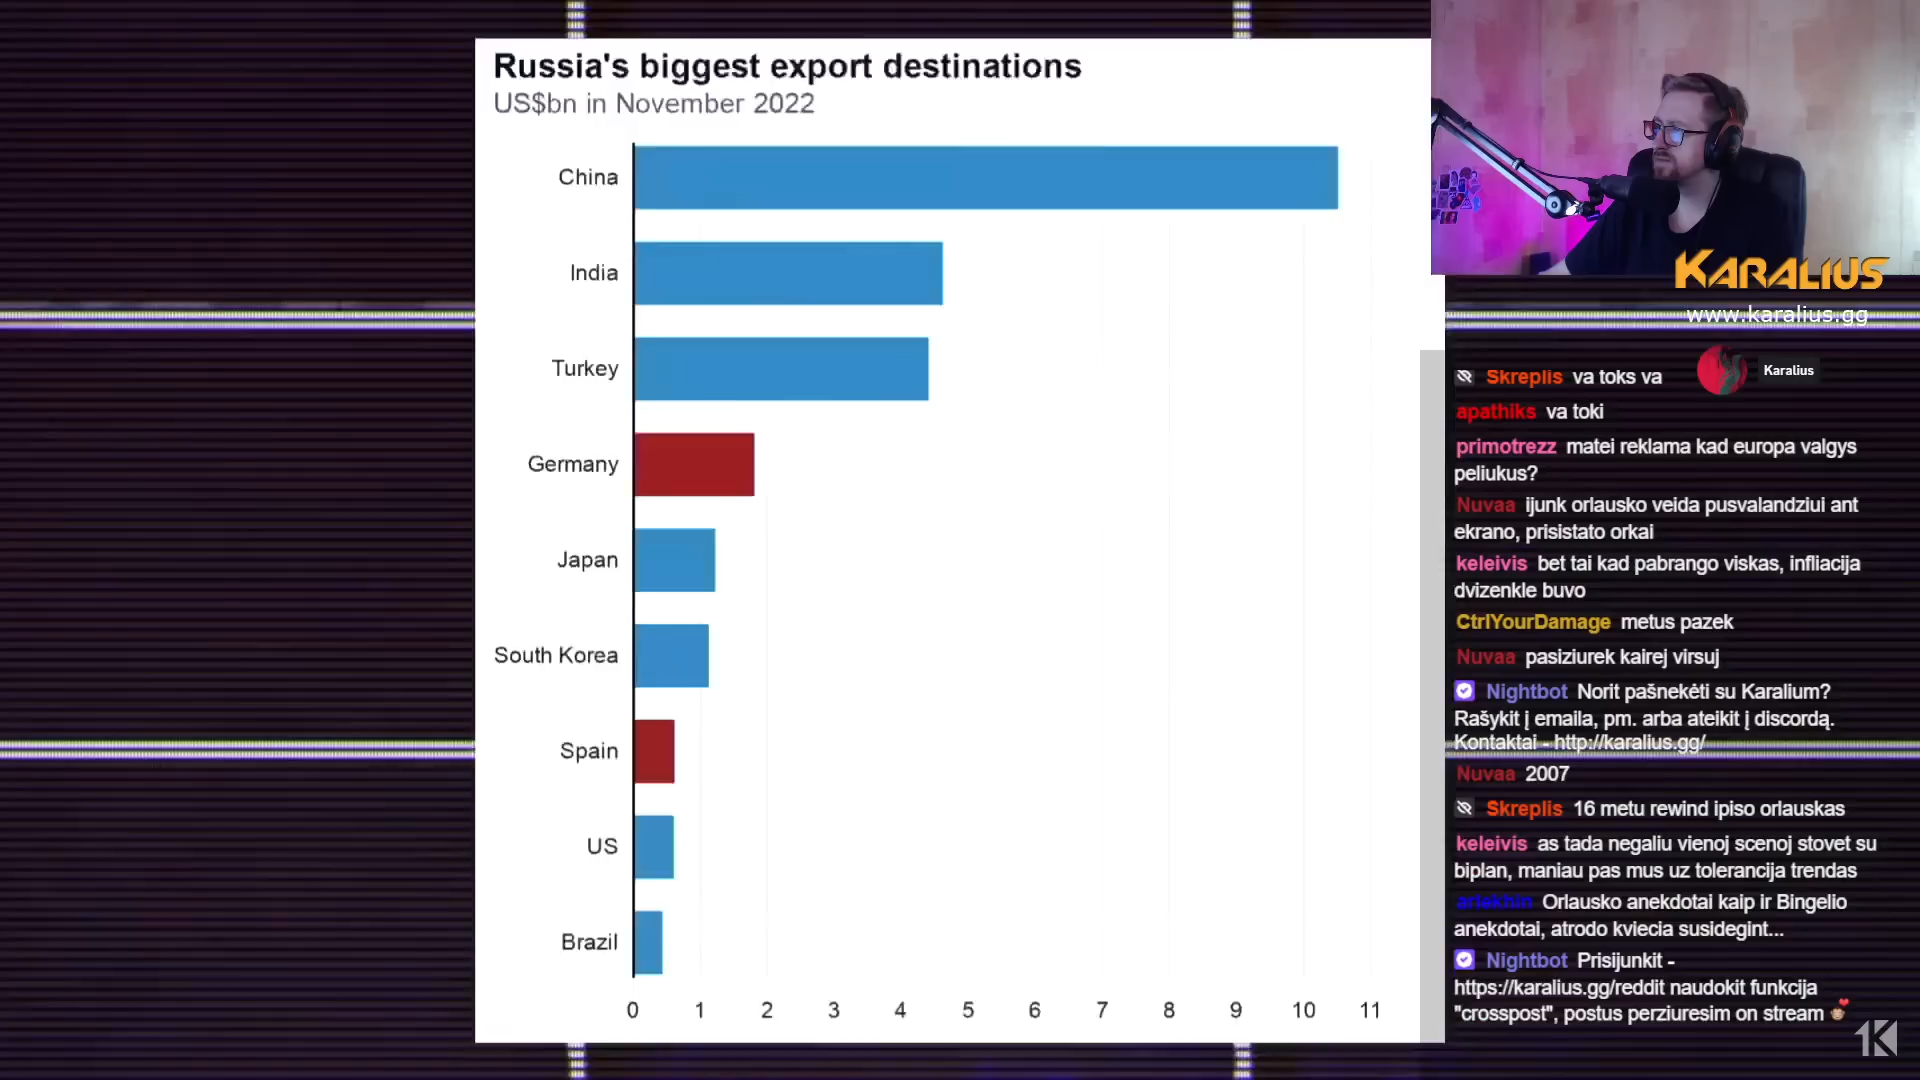 Russia's biggest export destinations
US$bn in November 2022
China
India
Turkey
Germany
Japan
South Korea
Spain
US
Brazil
0 1 2 3 4 5 6 7 8 9 10 11
KARALIUS
www.karalius.gg
Karalius
Skreplis va toks va
apathiks va toki
primotrezz matei reklama kad europa valgys
peliukus?
Nuvaa ijunk orlausko veida pusvalandziui ant
ekrano, prisistato orkai
keleivis bet tai kad pabrango viskas, infliacija
dvizenkle buvo
CtrlYourDamage metus pazek
Nuvaa pasiziurek kairej virsuj
Nightbot Norit pašnekėti su Karalium?
Rašykit į emaila, pm. arba ateikit į discordą.
Kontaktai - http://karalius.gg/
Nuvaa 2007
Skreplis 16 metu rewind ipiso orlauskas
keleivis as tada negaliu vienoj scenoj stovet su
biplan, maniau pas mus uz tolerancija trendas
arlekhin Orlausko anekdotai kaip ir Bingelio
anekdotai, atrodo kviecia susidegint...
Nightbot Prisijunkit -
https://karalius.gg/reddit naudokit funkcija
"crosspost", postus perziuresim on stream
1K